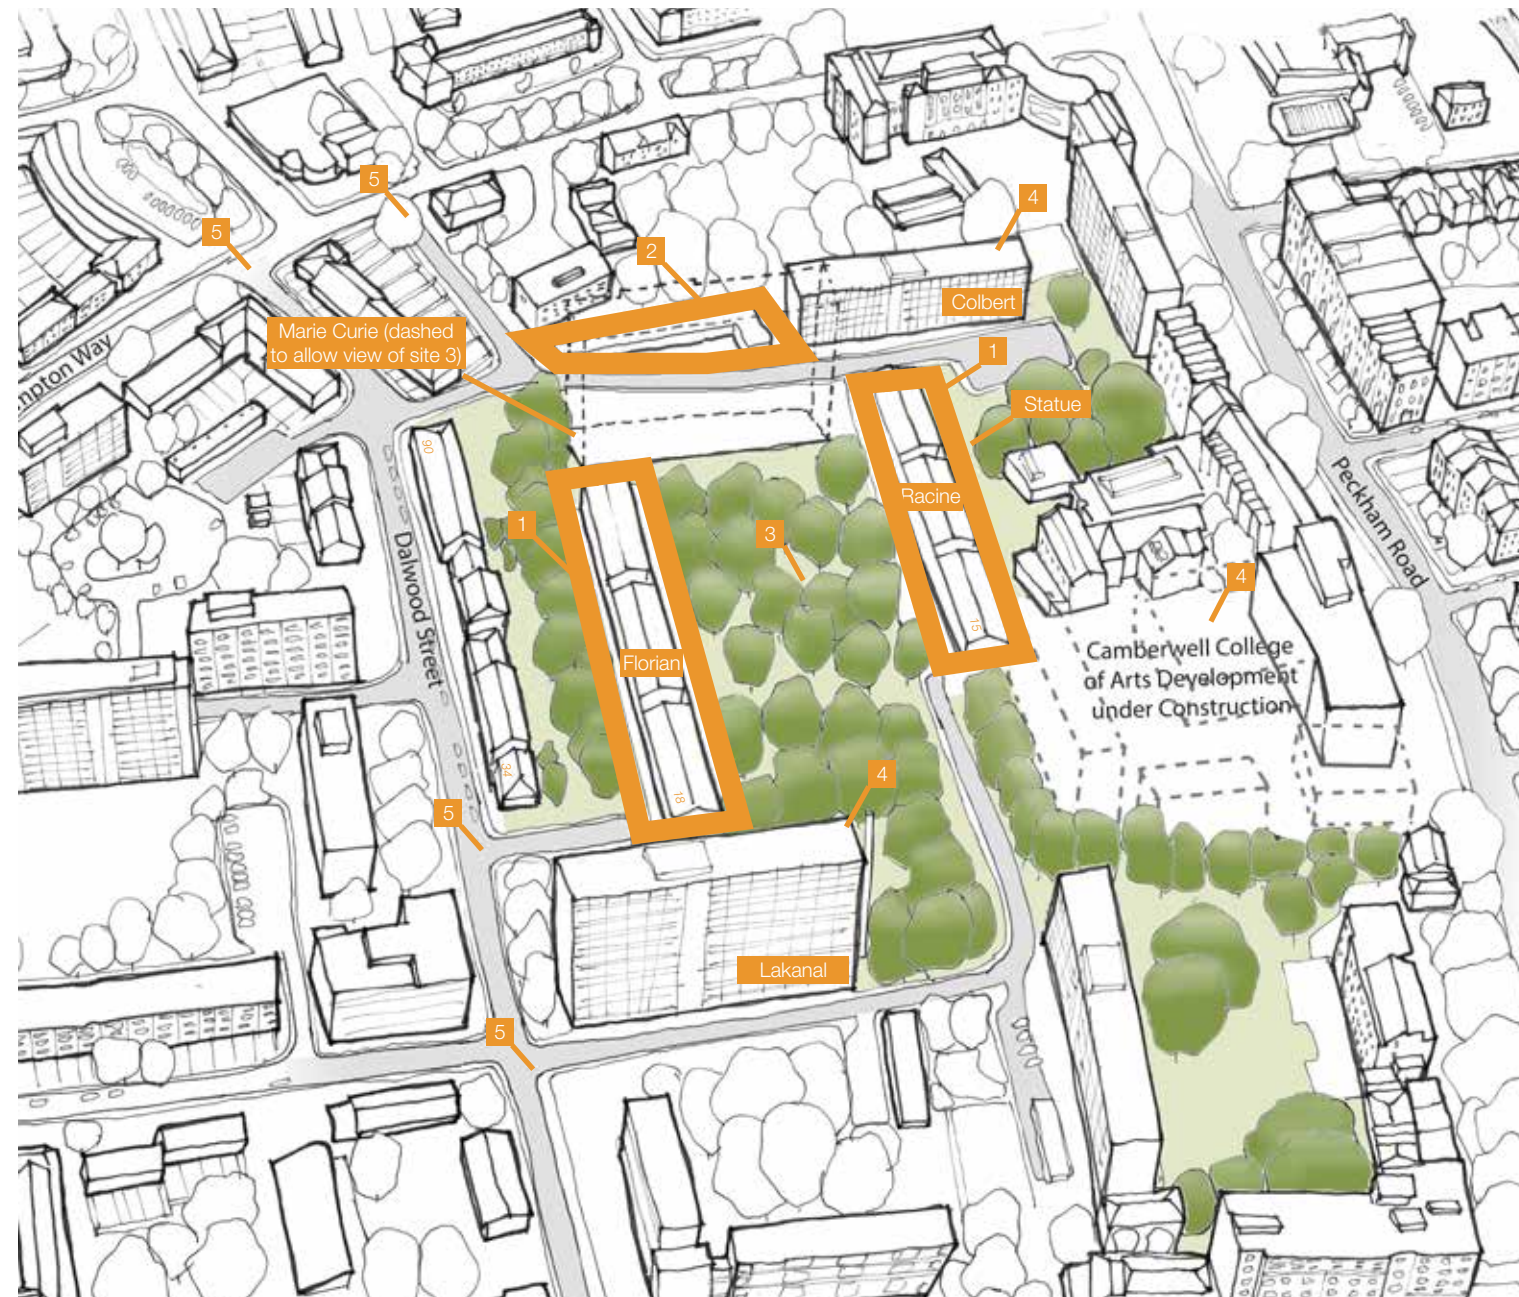 5
4
5
2
Colbert
Marie Curie (dashed
to allow view of site 3)
mpton Way
1
Statue
90
Racine
Peckham Road
1
3
Dalwood Street
4
15
Camberwell College
of Arts Development
under Construction
Florian
34
18
4
5
Lakanal
5